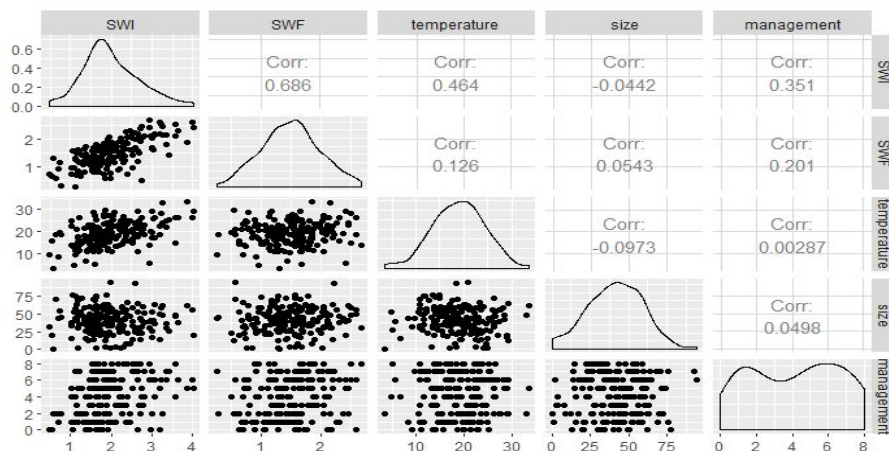 SWI SWF temperature size management
0.6
0.4
0.2
0.0
Corr:
0.686
Corr:
0.464
Corr:
-0.0442
Corr:
0.351
SWI
2
1
Corr:
0.126
Corr:
0.0543
Corr:
0.201
SWF
30
20
10
Corr:
-0.0973
Corr:
0.00287
temperature
75
50
25
0
Corr:
0.0498
size
8
6
4
2
0
management
1 2 3 4
1 2
10 20 30
0 25 50 75
0 2 4 6 8